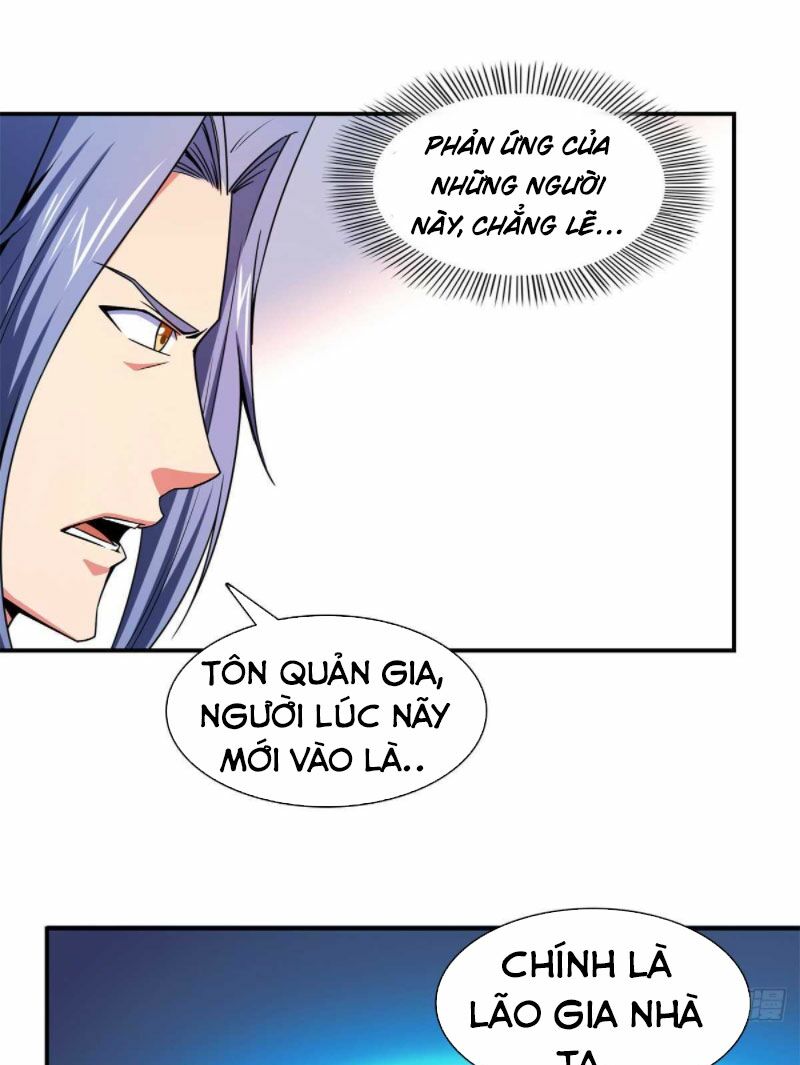 PHẢN ỨNG CỦA
NHỮNG NGƯỜI
NÀY, CHẲNG LẼ...
TÔN QUẢN GIA,
NGƯỜI LÚC NÃY
MỚI VÀO LÀ..
CHÍNH LÀ
LÃO GIA NHÀ
TA